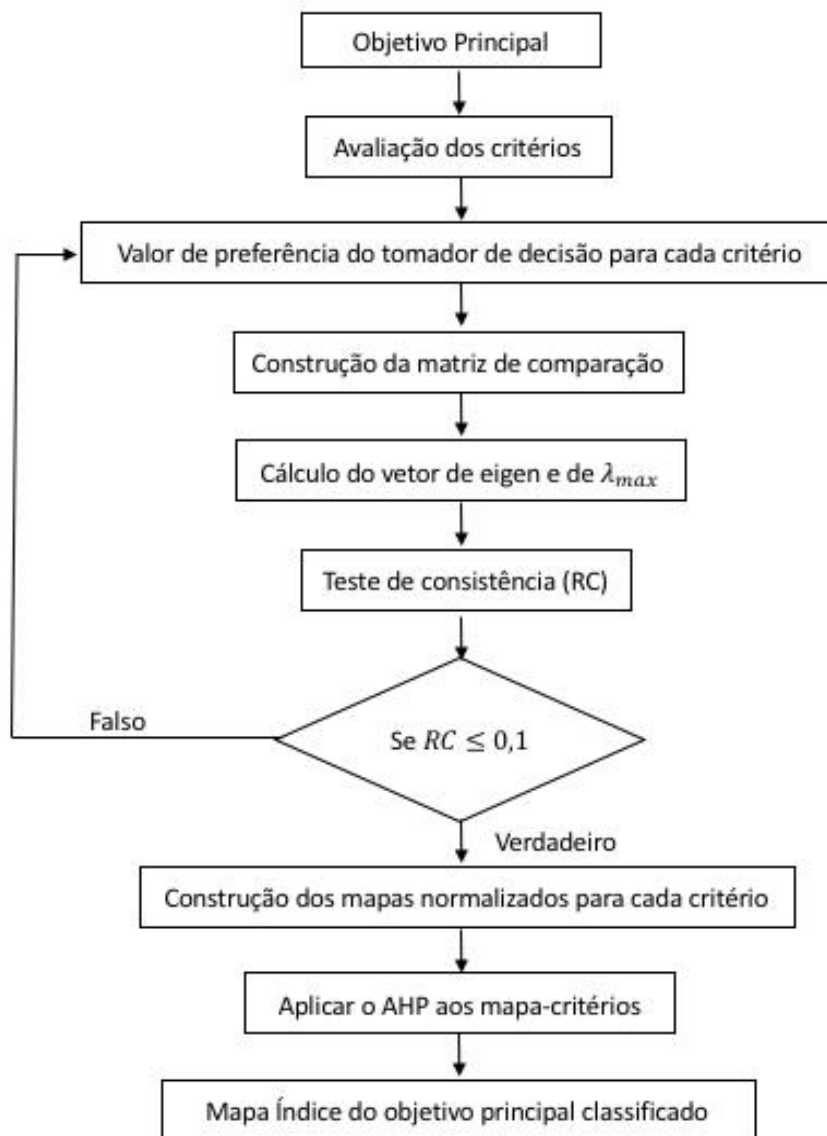 Objetivo Principal
Avaliação dos critérios
Valor de preferência do tomador de decisão para cada critério
Construção da matriz de comparação
Cálculo do vetor de eigen e de λmax
Teste de consistência (RC)
Falso
Se RC ≤ 0,1
Verdadeiro
Construção dos mapas normalizados para cada critério
Aplicar o AHP aos mapa-critérios
Mapa Índice do objetivo principal classificado